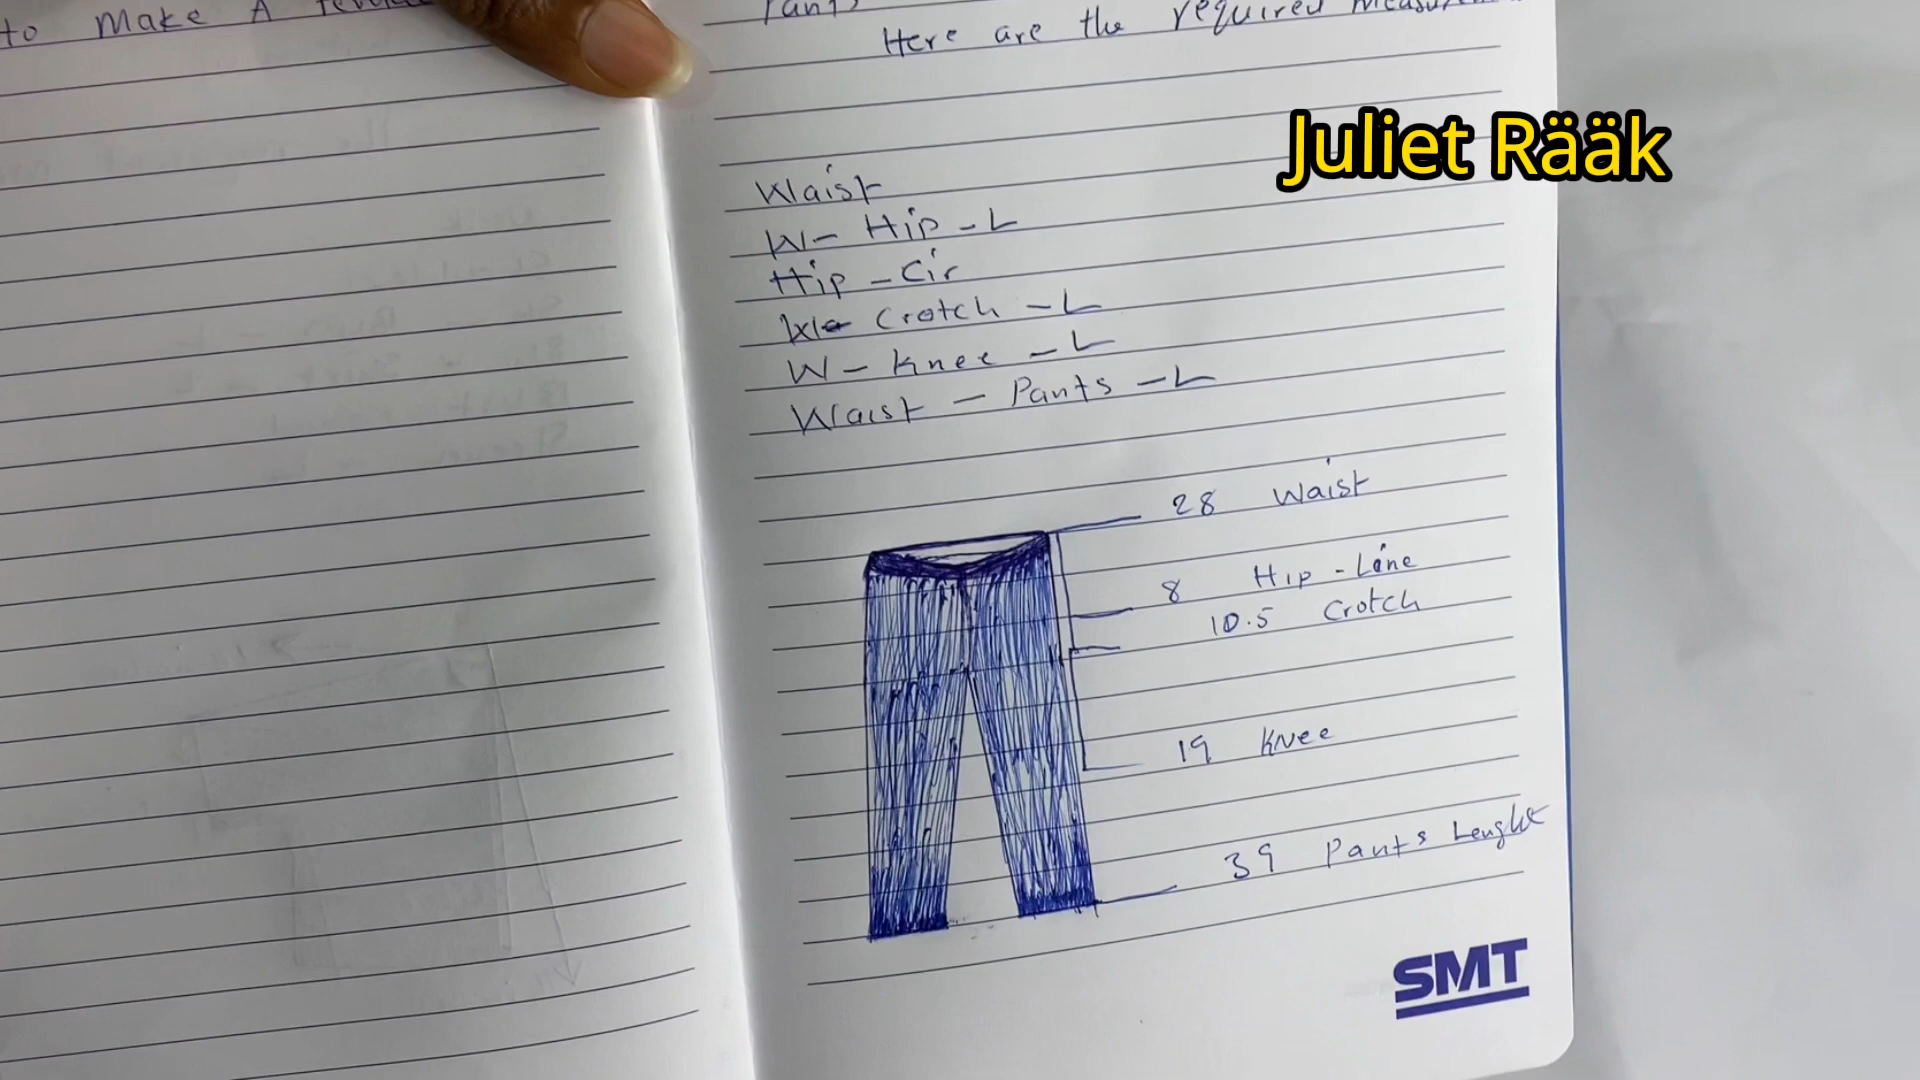 to Make A
Pants
Here are the required
Juliet Rääk
Waist
W - Hip - L
Hip - Cir
W - Crotch - L
W - Knee - L
Waist - Pants - L
28 Waist
8 Hip - Line
10.5 Crotch
19 Knee
39 Pants Lenght
SMT